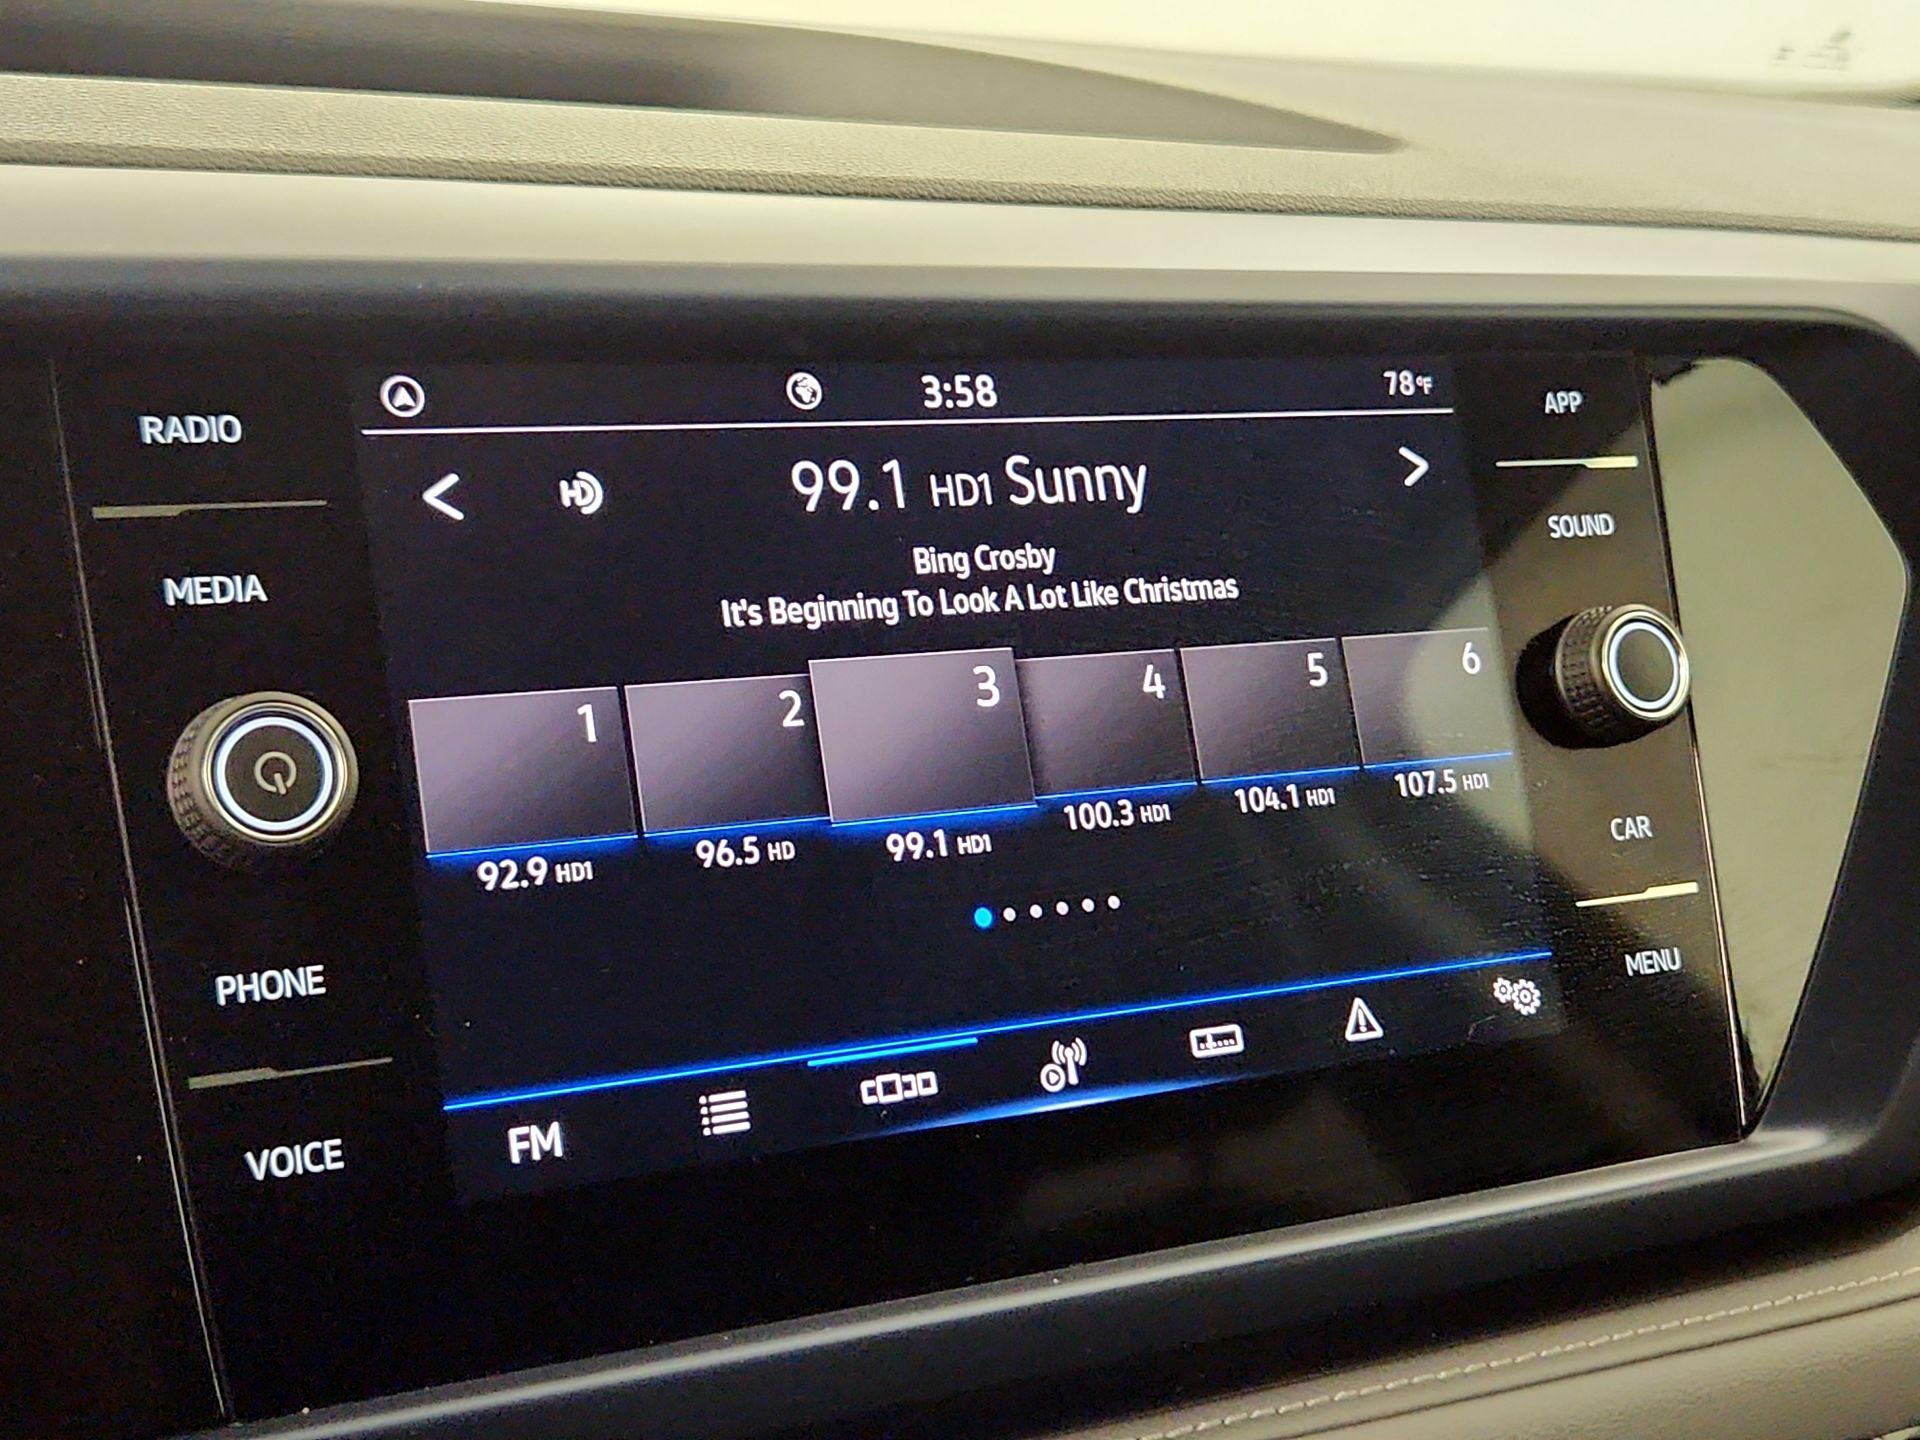 3:58
78°F
RADIO
APP
HD
99.1 HD1 Sunny
SOUND
Bing Crosby
MEDIA
It's Beginning To Look A Lot Like Christmas
1
2
3
4
5
6
92.9 HD1
96.5 HD
99.1 HD1
100.3 HD1
104.1 HD1
107.5 HD1
CAR
PHONE
MENU
VOICE
FM